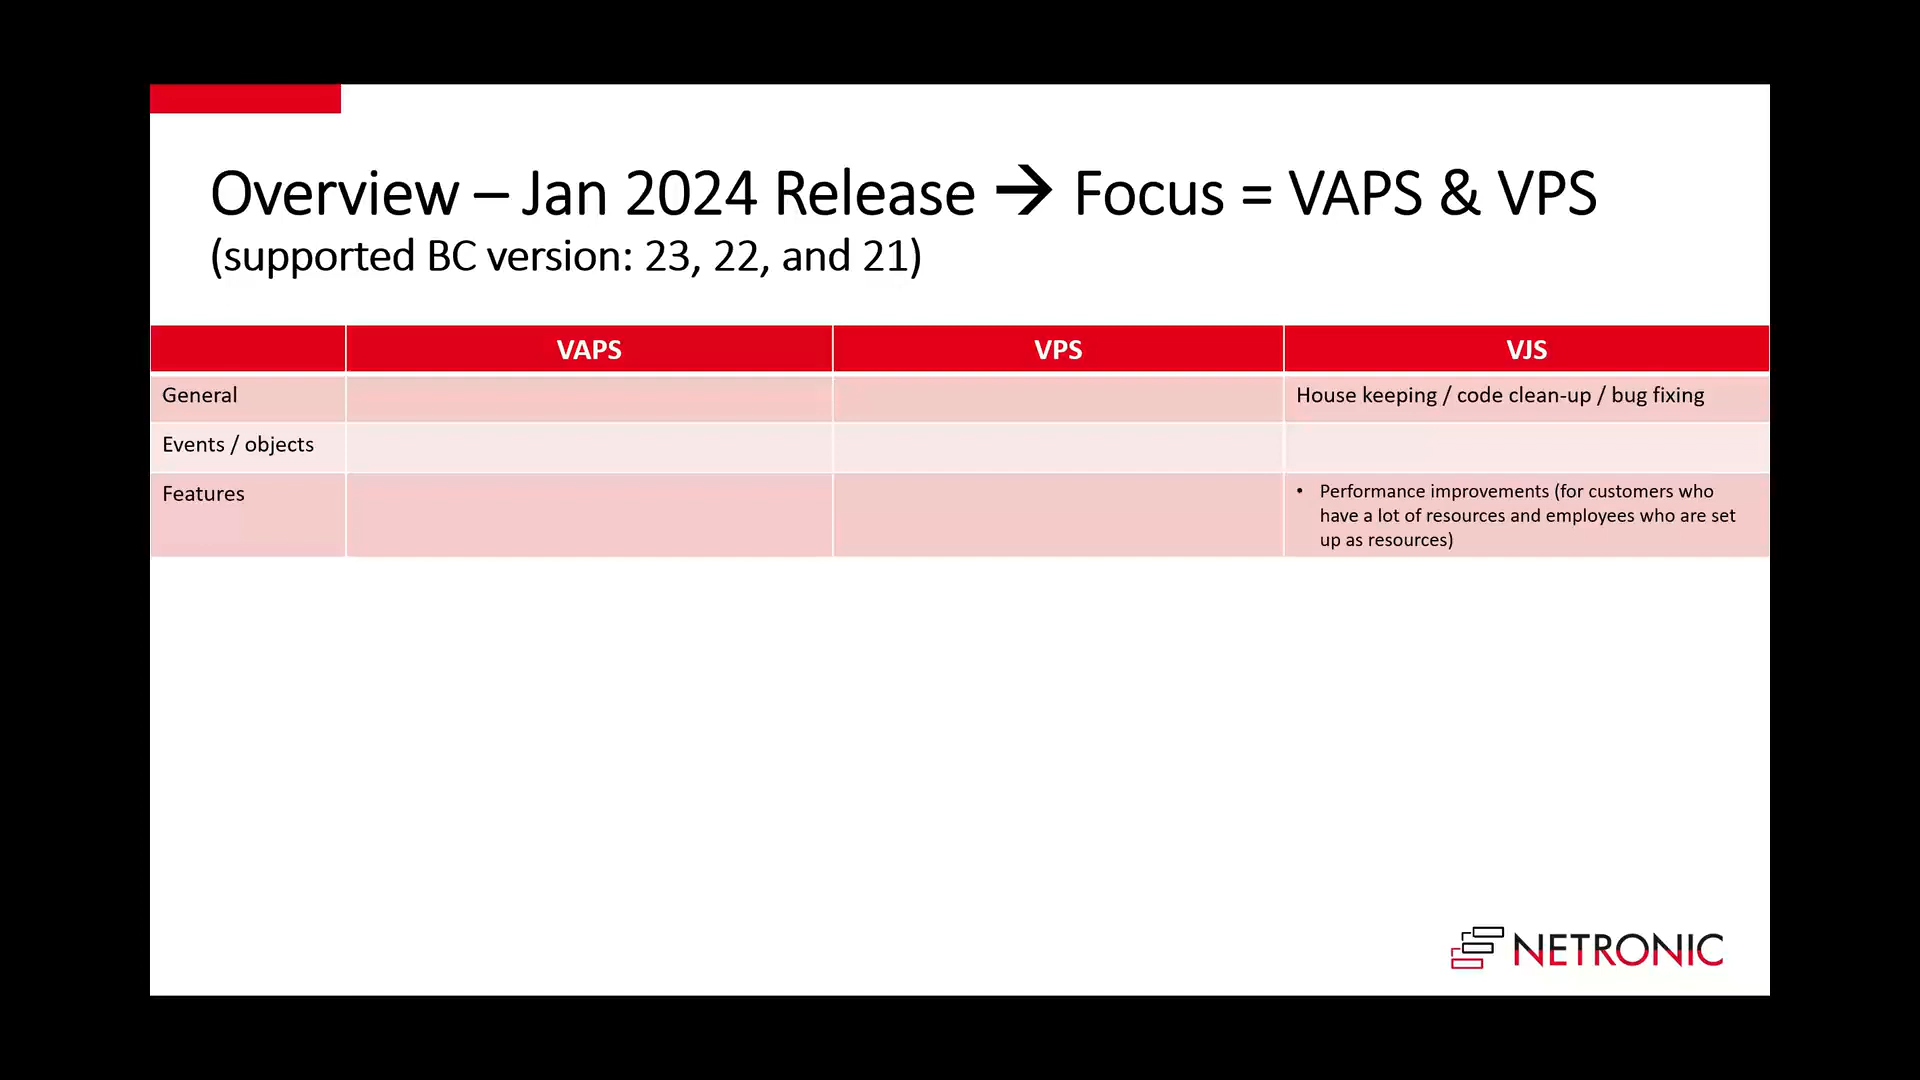 Overview – Jan 2024 Release → Focus = VAPS & VPS
(supported BC version: 23, 22, and 21)
VAPS VPS VJS
General House keeping / code clean-up / bug fixing
Events / objects
Features
• Performance improvements (for customers who
have a lot of resources and employees who are set
up as resources)
NETRONIC